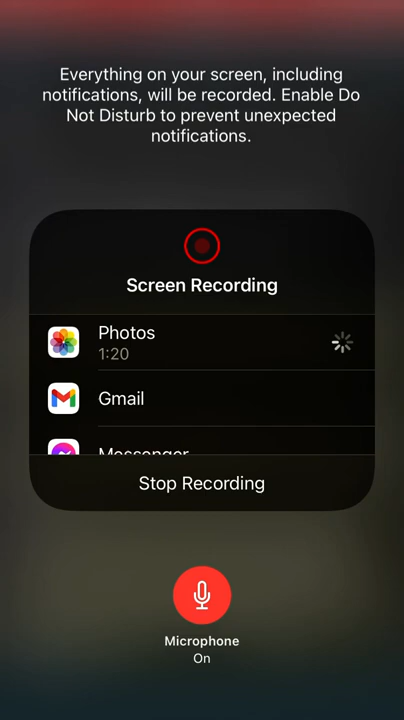 Everything on your screen, including
notifications, will be recorded. Enable Do
Not Disturb to prevent unexpected
notifications.
Screen Recording
Photos
1:20
Gmail
Messenger
Stop Recording
Microphone
On